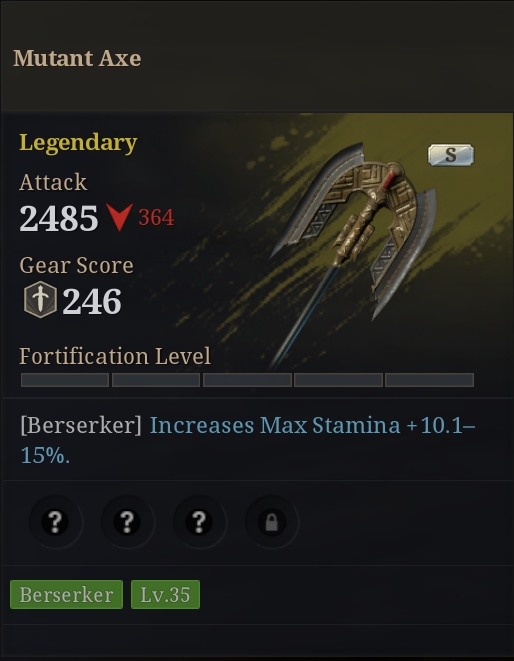 Mutant Axe
Legendary
S
Attack
2485 364
Gear Score
246
Fortification Level
[Berserker] Increases Max Stamina +10.1–
15%.
? ? ?
Berserker Lv.35